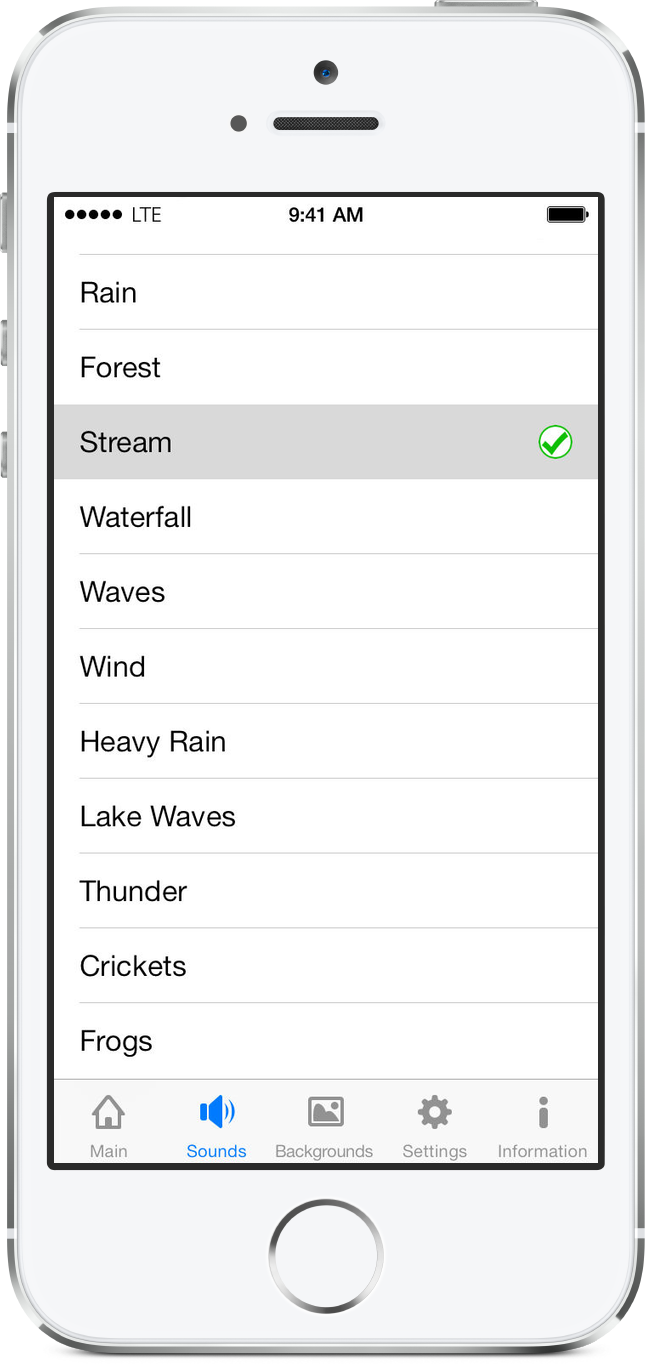 LTE 9:41 AM
Rain
Forest
Stream
Waterfall
Waves
Wind
Heavy Rain
Lake Waves
Thunder
Crickets
Frogs
Main Sounds Backgrounds Settings Information